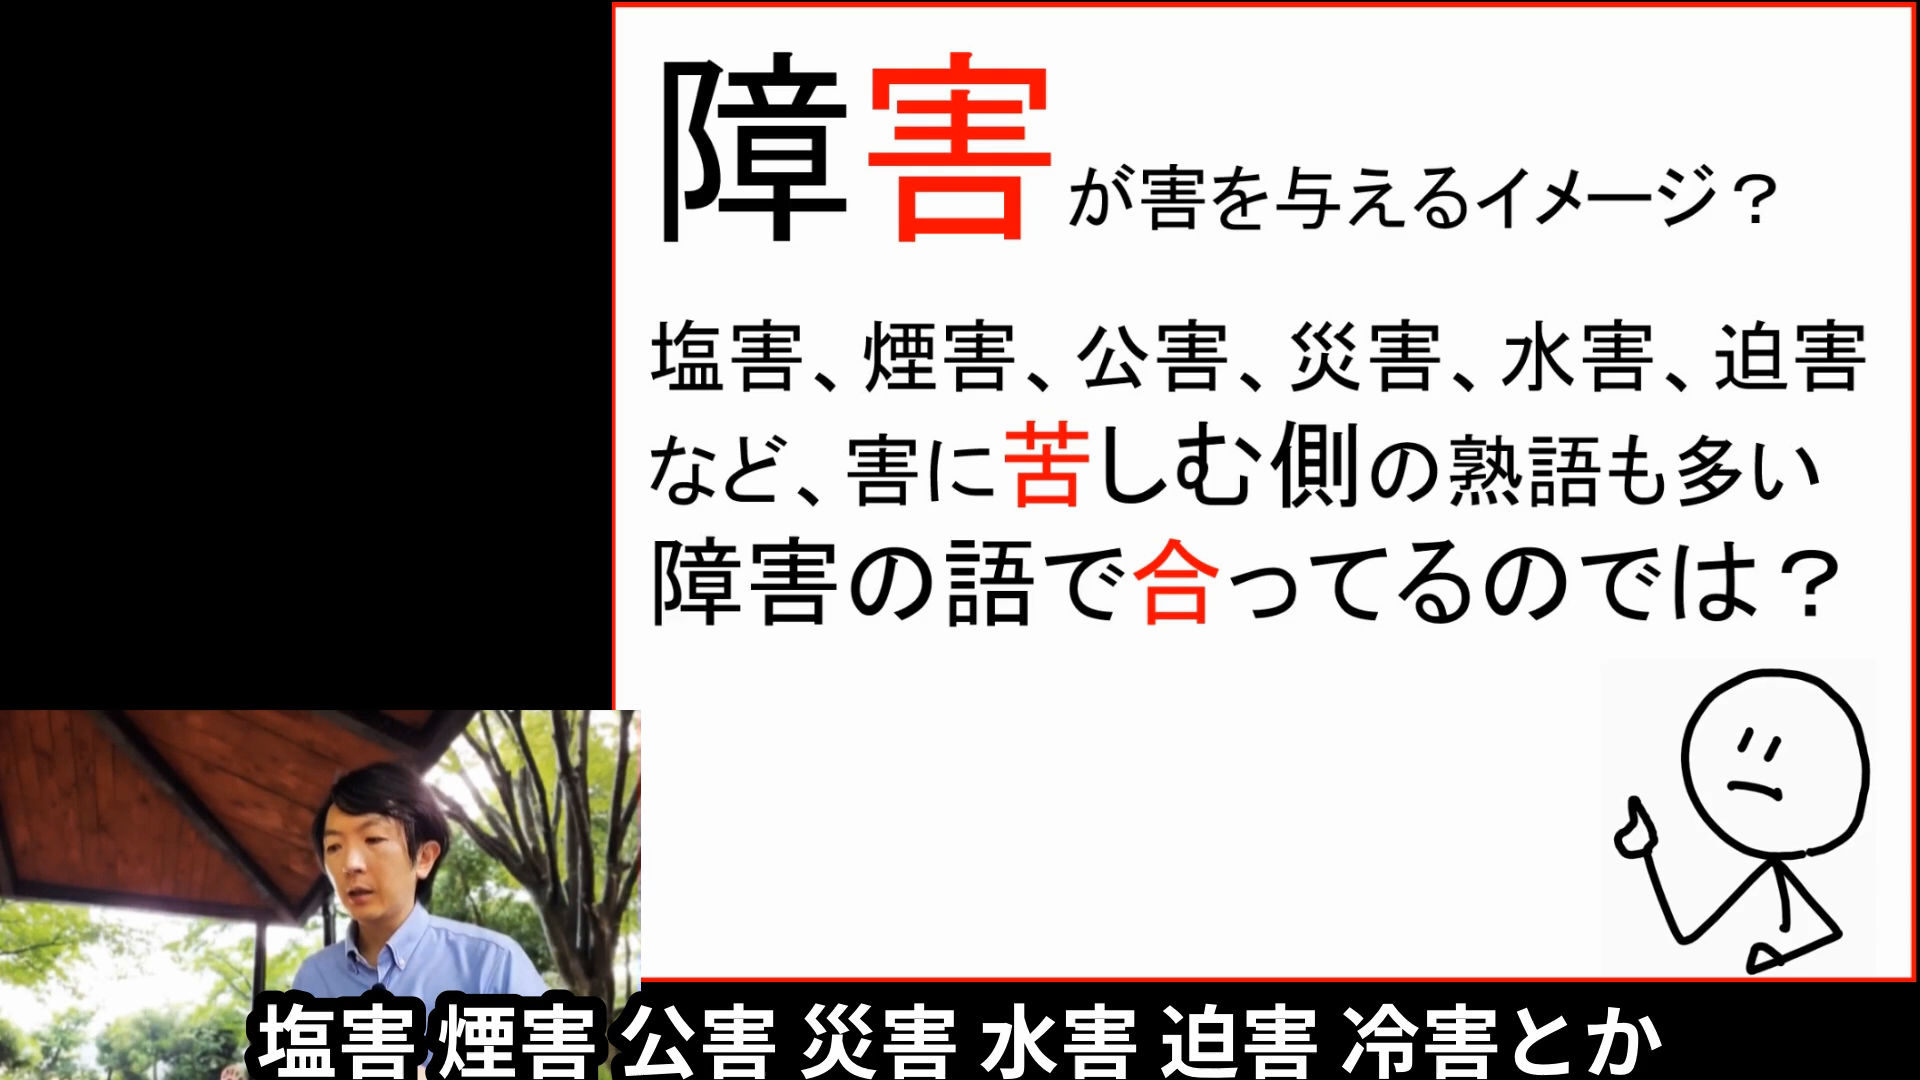 障害が害を与えるイメージ？
塩害、煙害、公害、災害、水害、迫害
など、害に苦しむ側の熟語も多い
障害の語で合ってるのでは？
塩害 煙害 公害 災害 水害 迫害 冷害とか